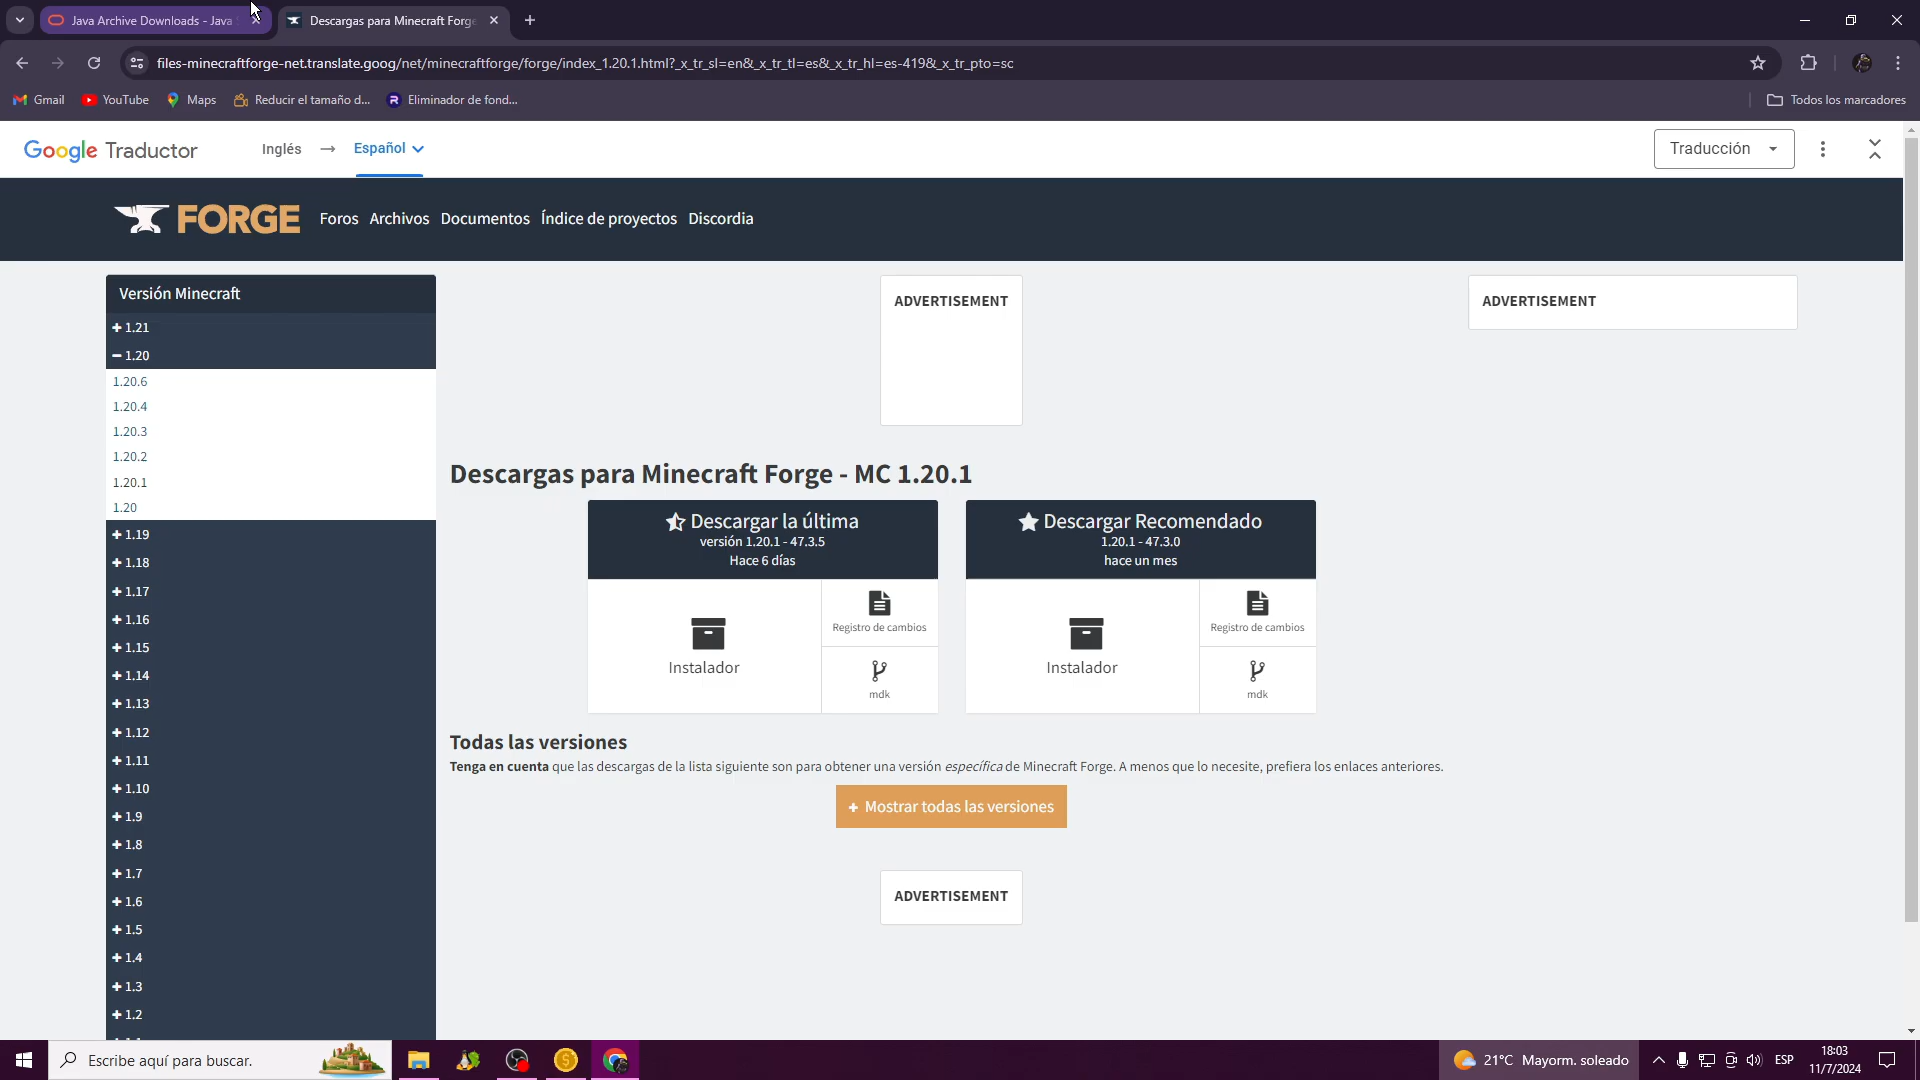 Java Archive Downloads - Java
Descargas para Minecraft Forge
files-minecraftforge-net.translate.goog/net/minecraftforge/forge/index_1.20.1.html?_x_tr_sl=en&_x_tr_tl=es&_x_tr_hl=es-419&_x_tr_pto=sc
Gmail
YouTube
Maps
Reducir el tamaño d...
Eliminador de fond...
Todos los marcadores
Google Traductor
Inglés
→
Español
Traducción
FORGE
Foros
Archivos
Documentos
Índice de proyectos
Discordia
Versión Minecraft
+ 1.21
− 1.20
1.20.6
1.20.4
1.20.3
1.20.2
1.20.1
1.20
+ 1.19
+ 1.18
+ 1.17
+ 1.16
+ 1.15
+ 1.14
+ 1.13
+ 1.12
+ 1.11
+ 1.10
+ 1.9
+ 1.8
+ 1.7
+ 1.6
+ 1.5
+ 1.4
+ 1.3
+ 1.2
ADVERTISEMENT
ADVERTISEMENT
Descargas para Minecraft Forge - MC 1.20.1
Descargar la última
versión 1.20.1 - 47.3.5
Hace 6 días
Instalador
Registro de cambios
mdk
Descargar Recomendado
1.20.1 - 47.3.0
hace un mes
Instalador
Registro de cambios
mdk
Todas las versiones
Tenga en cuenta que las descargas de la lista siguiente son para obtener una versión específica de Minecraft Forge. A menos que lo necesite, prefiera los enlaces anteriores.
+ Mostrar todas las versiones
ADVERTISEMENT
Escribe aquí para buscar.
21°C Mayorm. soleado
ESP
18:03
11/7/2024